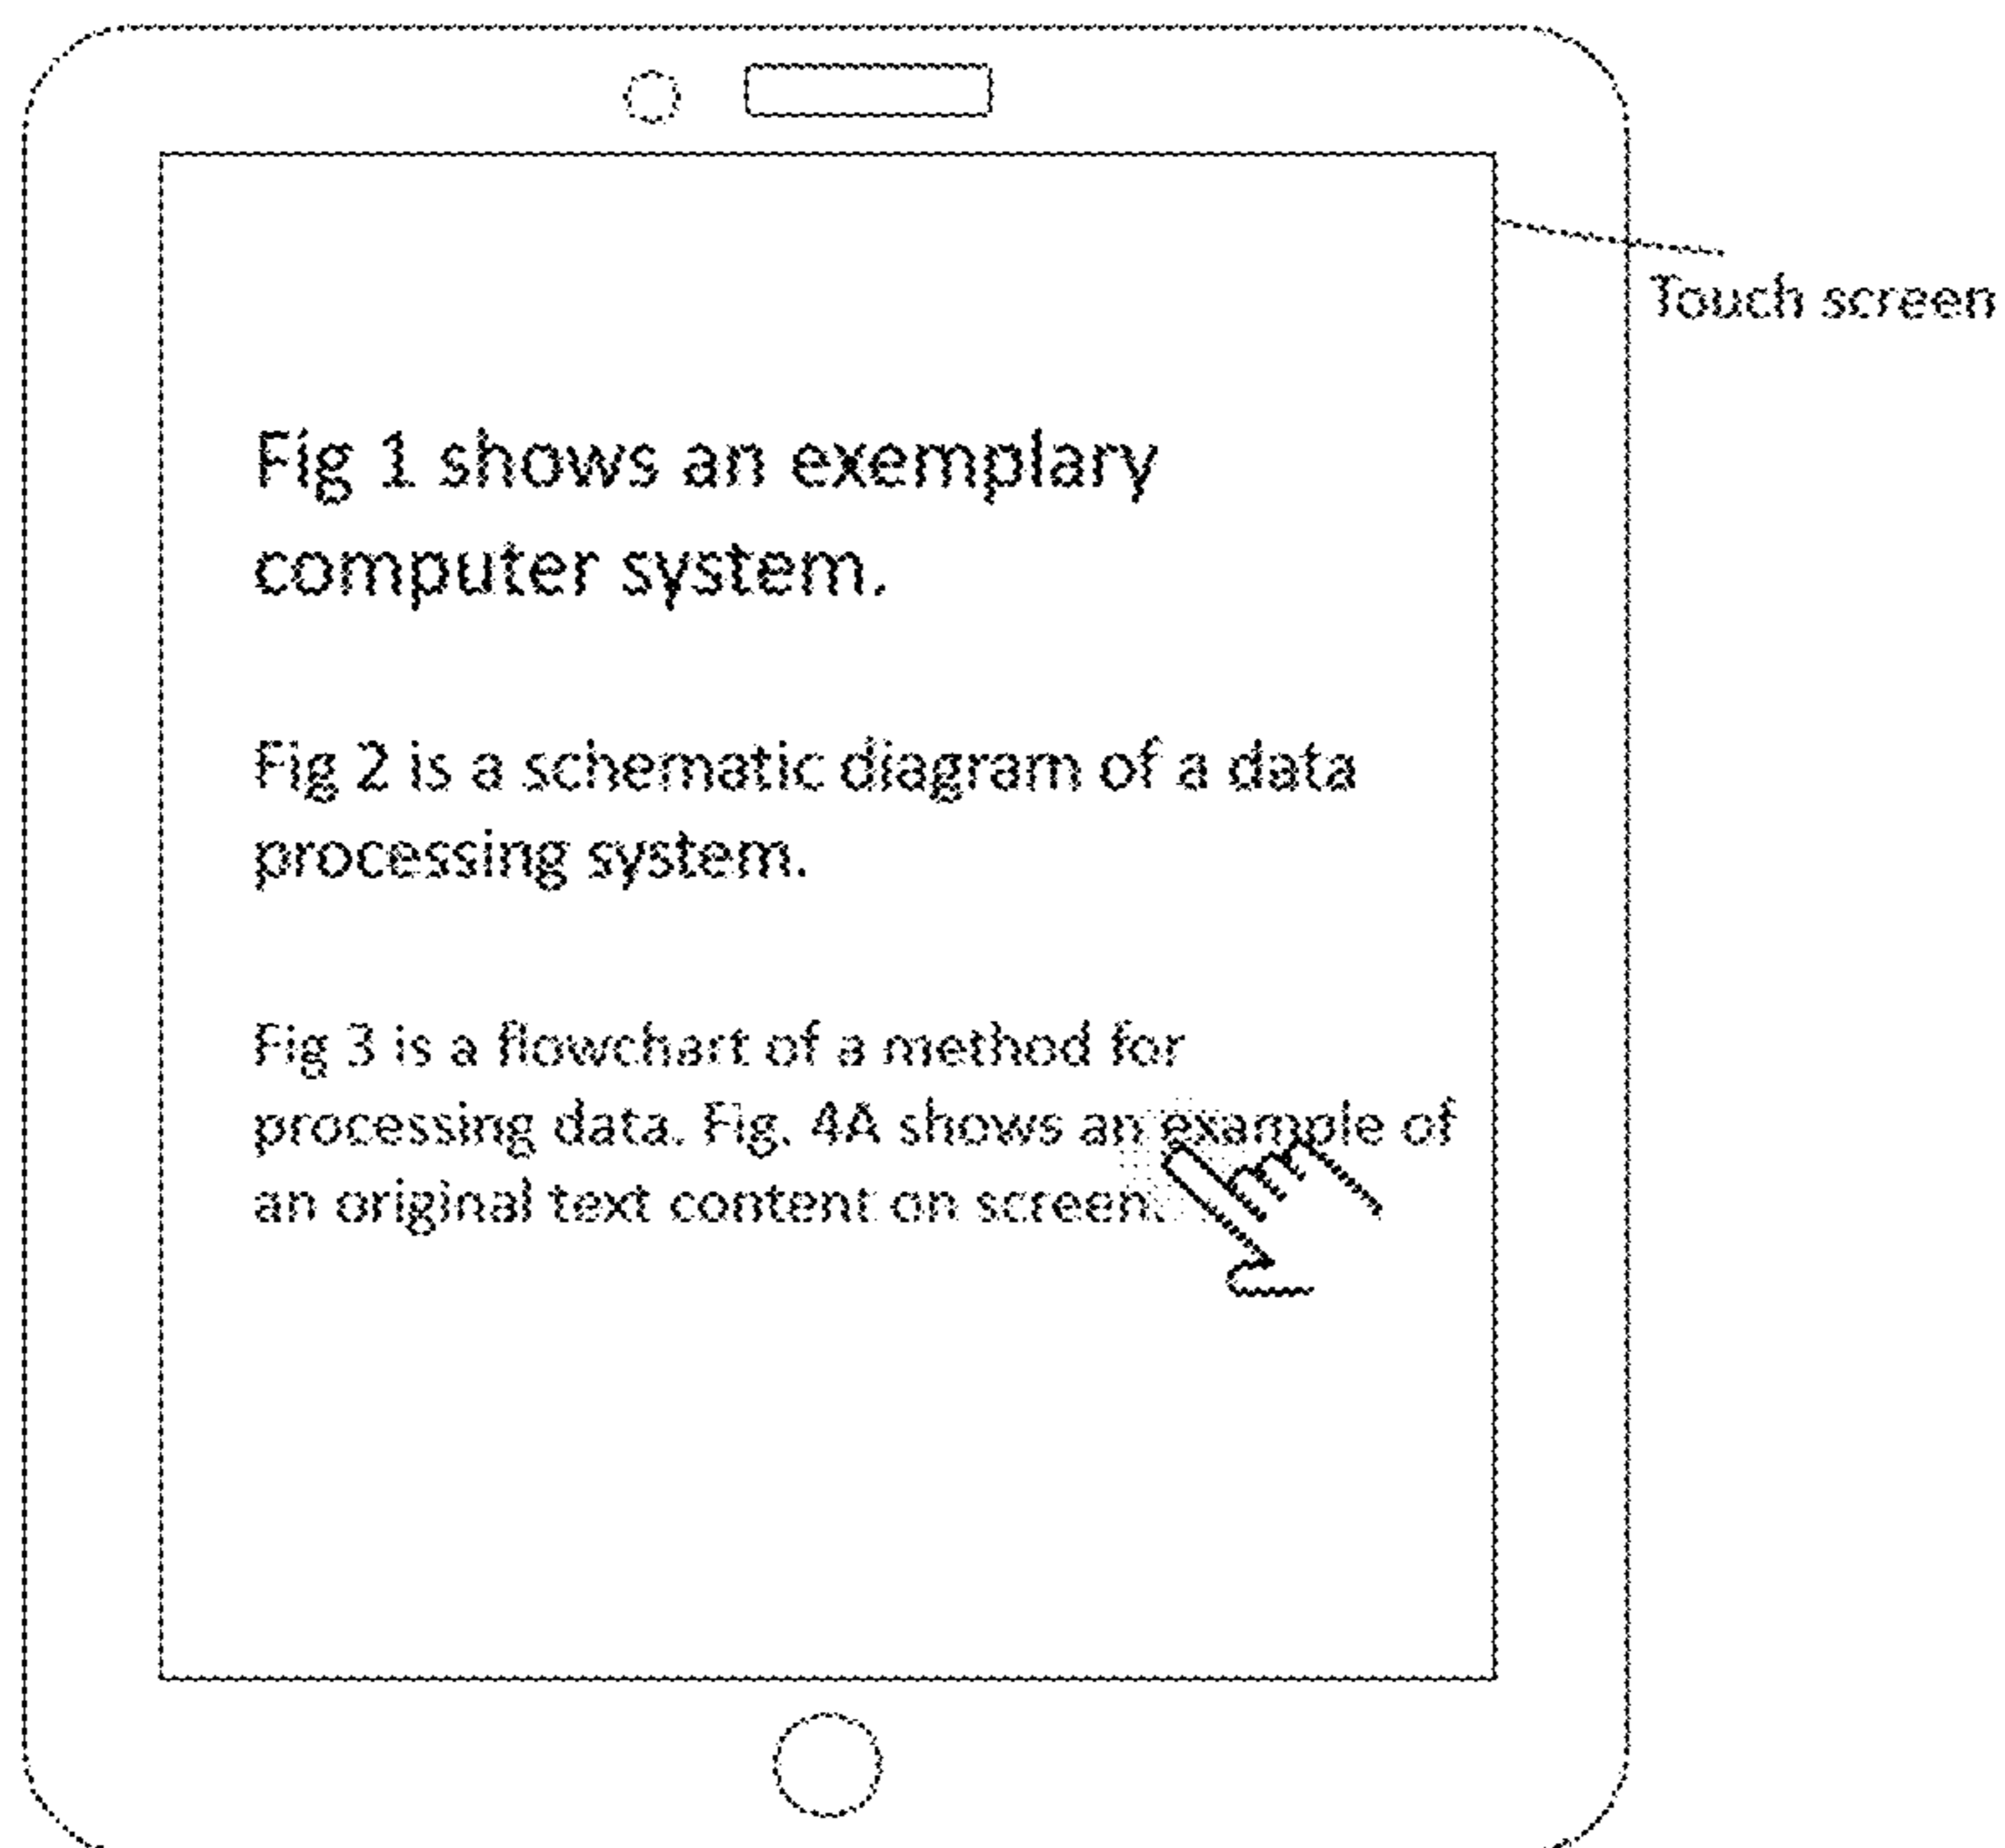 Touch screen
Fig 1 shows an exemplary
computer system.
Fig 2 is a schematic diagram of a data
processing system.
Fig 3 is a flowchart of a method for
processing data. Fig. 4A shows an example of
an original text content on screen.